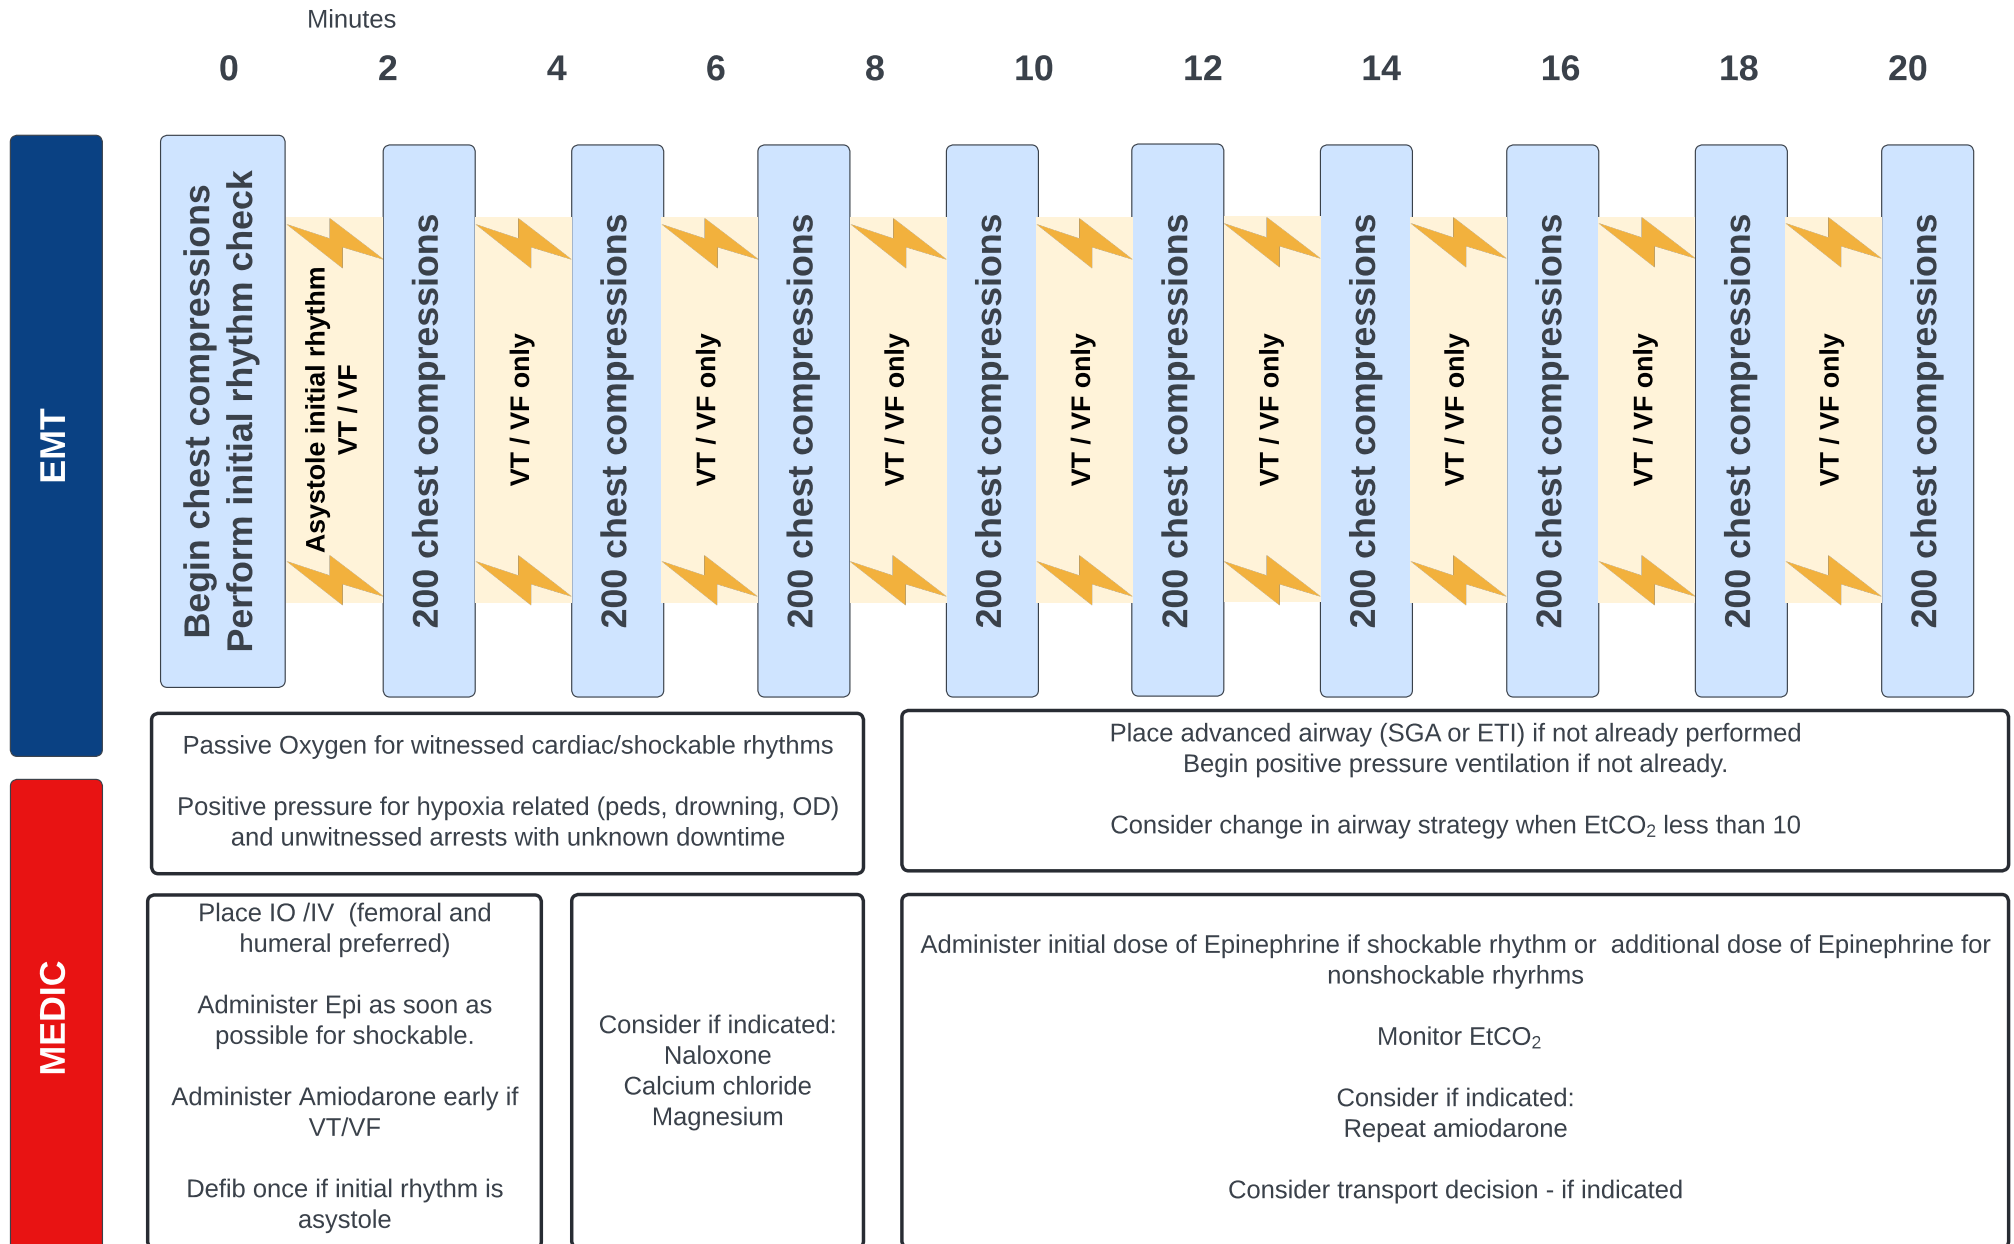 Minutes
0 2 4 6 8 10 12 14 16 18 20
EMT
Begin chest compressions
Perform initial rhythm check
Asystole initial rhythm
VT / VF
200 chest compressions
VT / VF only
200 chest compressions
VT / VF only
200 chest compressions
VT / VF only
200 chest compressions
VT / VF only
200 chest compressions
VT / VF only
200 chest compressions
VT / VF only
200 chest compressions
VT / VF only
200 chest compressions
VT / VF only
200 chest compressions
Passive Oxygen for witnessed cardiac/shockable rhythms
Positive pressure for hypoxia related (peds, drowning, OD)
and unwitnessed arrests with unknown downtime
Place advanced airway (SGA or ETI) if not already performed
Begin positive pressure ventilation if not already.
Consider change in airway strategy when EtCO₂ less than 10
MEDIC
Place IO /IV  (femoral and
humeral preferred)
Administer Epi as soon as
possible for shockable.
Administer Amiodarone early if
VT/VF
Defib once if initial rhythm is
asystole
Consider if indicated:
Naloxone
Calcium chloride
Magnesium
Administer initial dose of Epinephrine if shockable rhythm or  additional dose of Epinephrine for
nonshockable rhyrhms
Monitor EtCO₂
Consider if indicated:
Repeat amiodarone
Consider transport decision - if indicated